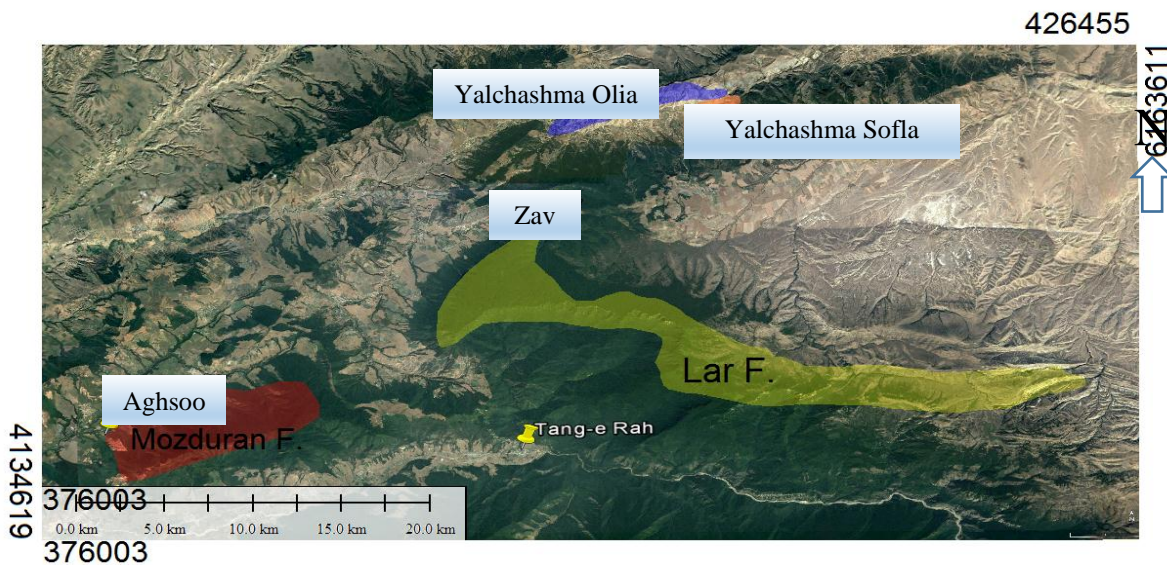 426455
6163611
N
Yalchashma Olia
Yalchashma Sofla
Zav
Lar F.
Aghsoo
Mozduran F.
Tang-e Rah
4134619
376003
0.0 km 5.0 km 10.0 km 15.0 km 20.0 km
376003